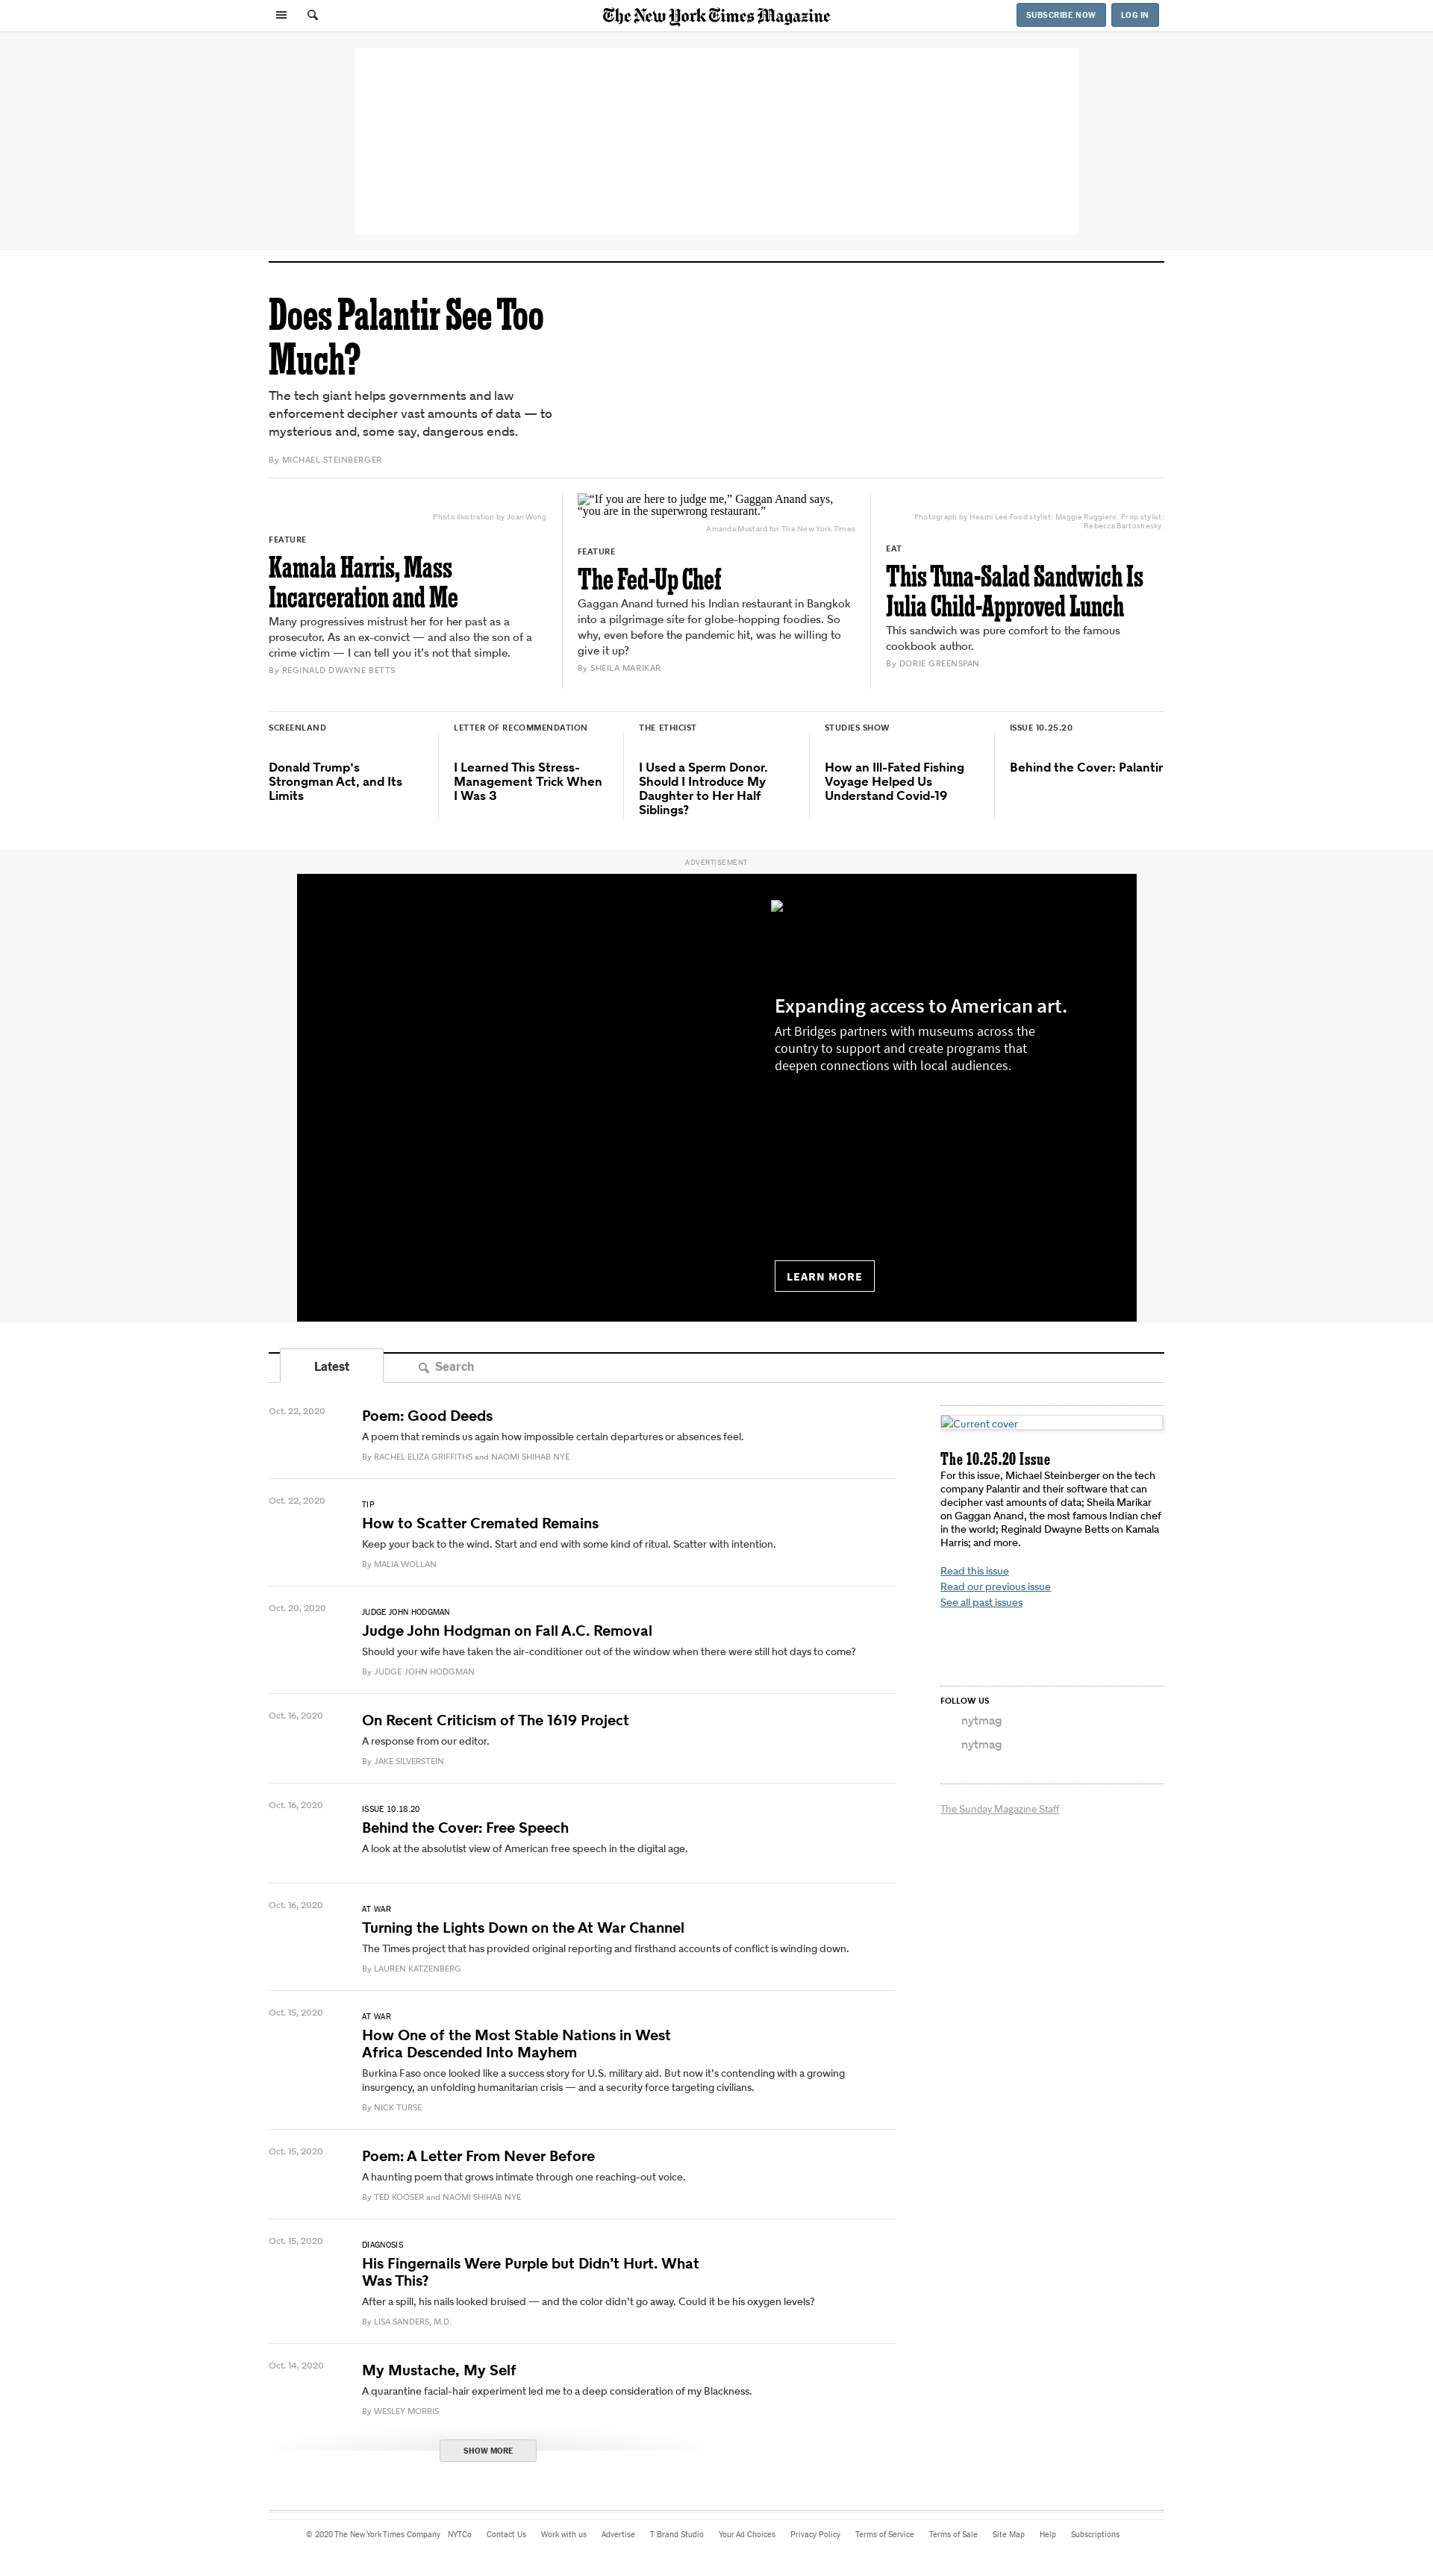 The New York Times Magazine
SUBSCRIBE NOW
LOG IN
Does Palantir See Too
Much?
The tech giant helps governments and law
enforcement decipher vast amounts of data — to
mysterious and, some say, dangerous ends.
By MICHAEL STEINBERGER
Photo illustration by Joan Wong
FEATURE
Kamala Harris, Mass
Incarceration and Me
Many progressives mistrust her for her past as a
prosecutor. As an ex-convict — and also the son of a
crime victim — I can tell you it’s not that simple.
By REGINALD DWAYNE BETTS
“If you are here to judge me,” Gaggan Anand says,
“you are in the superwrong restaurant.”
Amanda Mustard for The New York Times
FEATURE
The Fed-Up Chef
Gaggan Anand turned his Indian restaurant in Bangkok
into a pilgrimage site for globe-hopping foodies. So
why, even before the pandemic hit, was he willing to
give it up?
By SHEILA MARIKAR
Photograph by Heami Lee Food stylist: Maggie Ruggiero. Prop stylist:
Rebecca Bartoshesky.
EAT
This Tuna-Salad Sandwich Is
Julia Child-Approved Lunch
This sandwich was pure comfort to the famous
cookbook author.
By DORIE GREENSPAN
SCREENLAND
Donald Trump’s
Strongman Act, and Its
Limits
LETTER OF RECOMMENDATION
I Learned This Stress-
Management Trick When
I Was 3
THE ETHICIST
I Used a Sperm Donor.
Should I Introduce My
Daughter to Her Half
Siblings?
STUDIES SHOW
How an Ill-Fated Fishing
Voyage Helped Us
Understand Covid-19
ISSUE 10.25.20
Behind the Cover: Palantir
ADVERTISEMENT
Expanding access to American art.
Art Bridges partners with museums across the
country to support and create programs that
deepen connections with local audiences.
LEARN MORE
Latest
Search
Oct. 22, 2020
Poem: Good Deeds
A poem that reminds us again how impossible certain departures or absences feel.
By RACHEL ELIZA GRIFFITHS and NAOMI SHIHAB NYE
Oct. 22, 2020
TIP
How to Scatter Cremated Remains
Keep your back to the wind. Start and end with some kind of ritual. Scatter with intention.
By MALIA WOLLAN
Oct. 20, 2020
JUDGE JOHN HODGMAN
Judge John Hodgman on Fall A.C. Removal
Should your wife have taken the air-conditioner out of the window when there were still hot days to come?
By JUDGE JOHN HODGMAN
Oct. 16, 2020
On Recent Criticism of The 1619 Project
A response from our editor.
By JAKE SILVERSTEIN
Oct. 16, 2020
ISSUE 10.18.20
Behind the Cover: Free Speech
A look at the absolutist view of American free speech in the digital age.
Oct. 16, 2020
AT WAR
Turning the Lights Down on the At War Channel
The Times project that has provided original reporting and firsthand accounts of conflict is winding down.
By LAUREN KATZENBERG
Oct. 15, 2020
AT WAR
How One of the Most Stable Nations in West
Africa Descended Into Mayhem
Burkina Faso once looked like a success story for U.S. military aid. But now it’s contending with a growing
insurgency, an unfolding humanitarian crisis — and a security force targeting civilians.
By NICK TURSE
Oct. 15, 2020
Poem: A Letter From Never Before
A haunting poem that grows intimate through one reaching-out voice.
By TED KOOSER and NAOMI SHIHAB NYE
Oct. 15, 2020
DIAGNOSIS
His Fingernails Were Purple but Didn’t Hurt. What
Was This?
After a spill, his nails looked bruised — and the color didn’t go away. Could it be his oxygen levels?
By LISA SANDERS, M.D.
Oct. 14, 2020
My Mustache, My Self
A quarantine facial-hair experiment led me to a deep consideration of my Blackness.
By WESLEY MORRIS
SHOW MORE
Current cover
The 10.25.20 Issue
For this issue, Michael Steinberger on the tech
company Palantir and their software that can
decipher vast amounts of data; Sheila Marikar
on Gaggan Anand, the most famous Indian chef
in the world; Reginald Dwayne Betts on Kamala
Harris; and more.
Read this issue
Read our previous issue
See all past issues
FOLLOW US
nytmag
nytmag
The Sunday Magazine Staff
© 2020 The New York Times Company NYTCo Contact Us Work with us Advertise T Brand Studio Your Ad Choices Privacy Policy Terms of Service Terms of Sale Site Map Help Subscriptions